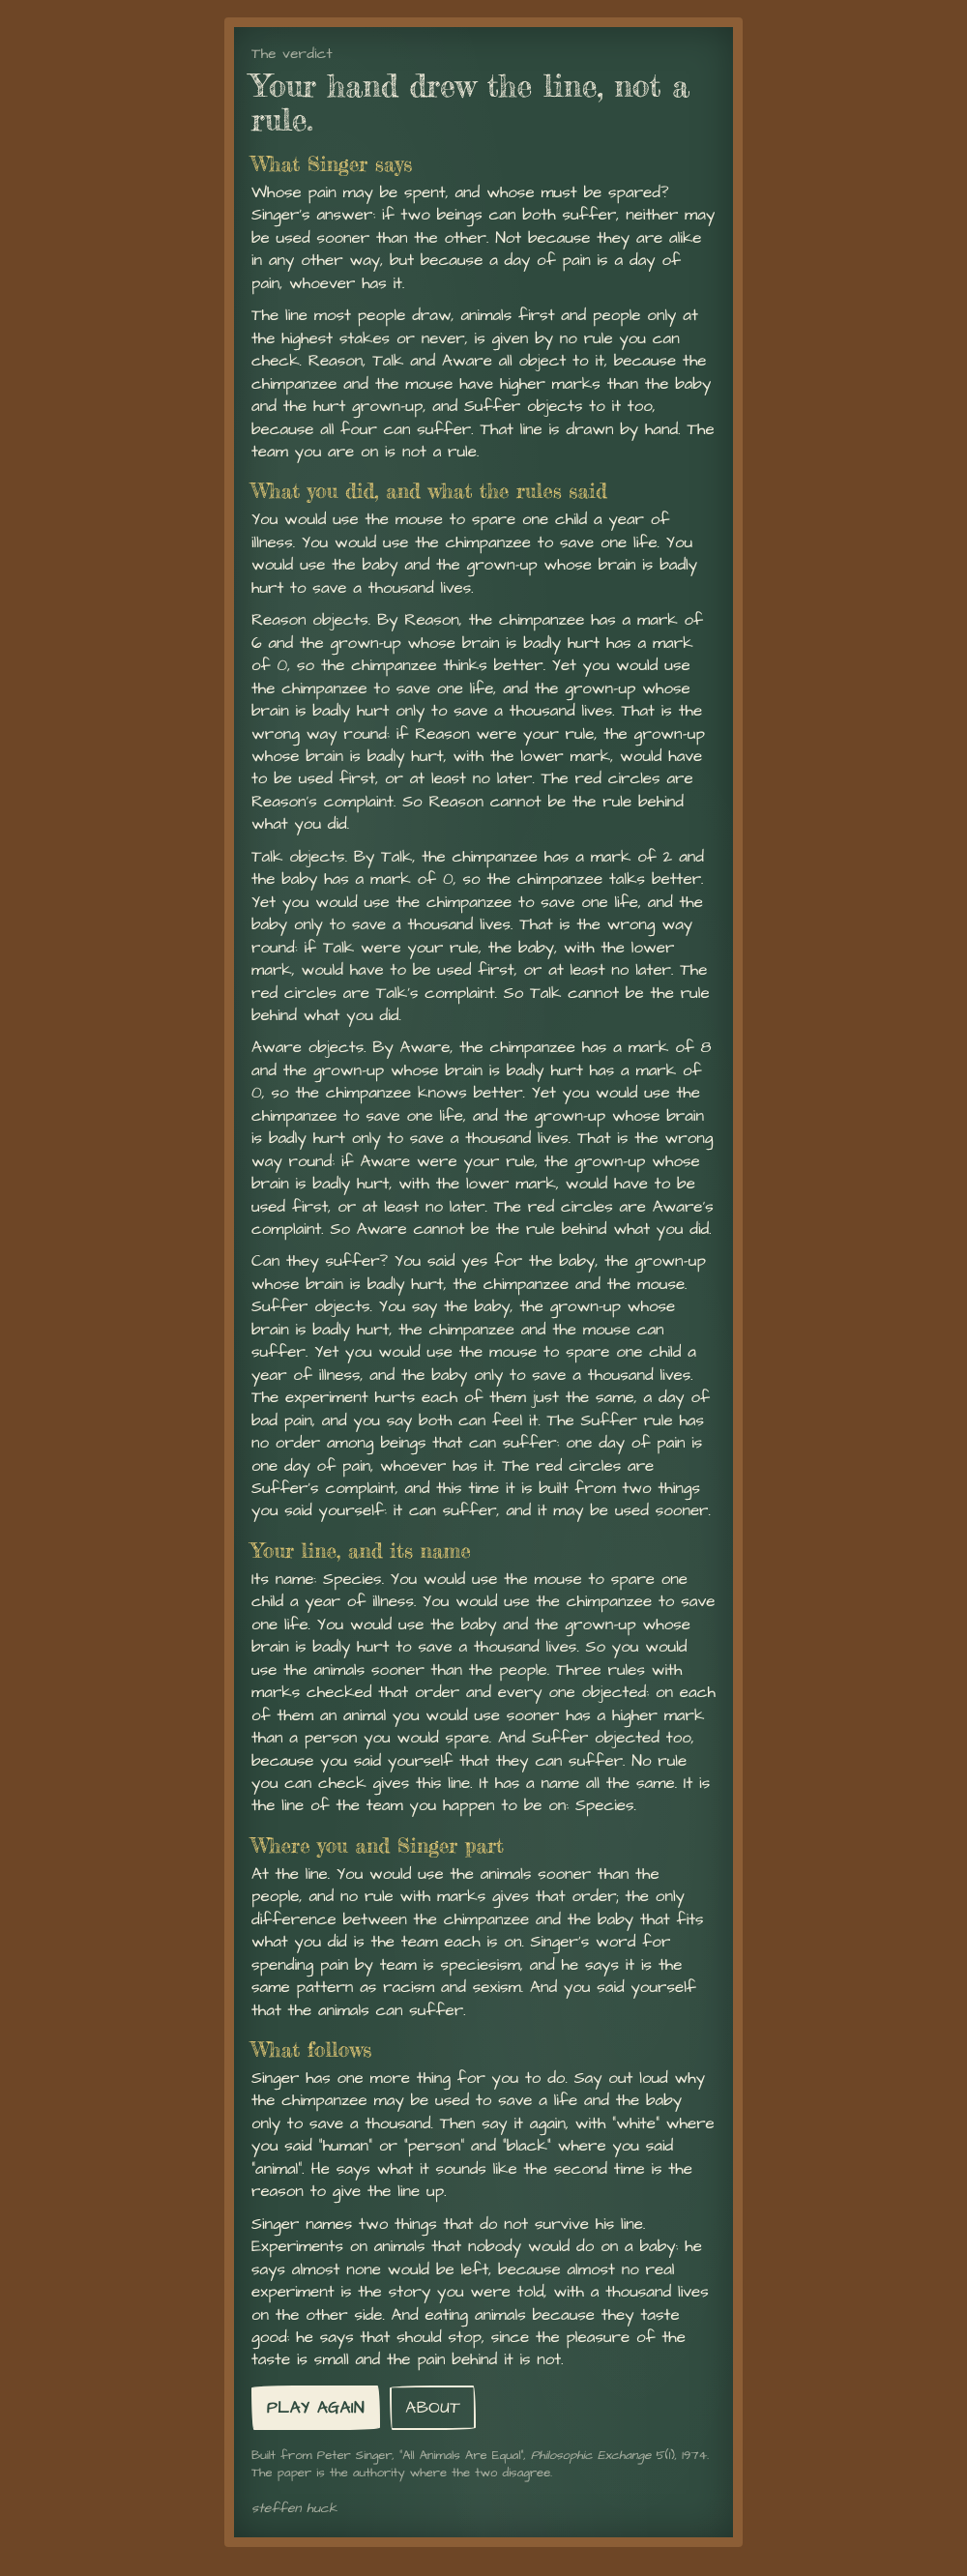 The verdict
Your hand drew the line, not a
rule.
What Singer says
Whose pain may be spent, and whose must be spared?
Singer's answer: if two beings can both suffer, neither may
be used sooner than the other. Not because they are alike
in any other way, but because a day of pain is a day of
pain, whoever has it.
The line most people draw, animals first and people only at
the highest stakes or never, is given by no rule you can
check. Reason, Talk and Aware all object to it, because the
chimpanzee and the mouse have higher marks than the baby
and the hurt grown-up, and Suffer objects to it too,
because all four can suffer. That line is drawn by hand. The
team you are on is not a rule.
What you did, and what the rules said
You would use the mouse to spare one child a year of
illness. You would use the chimpanzee to save one life. You
would use the baby and the grown-up whose brain is badly
hurt to save a thousand lives.
Reason objects. By Reason, the chimpanzee has a mark of
6 and the grown-up whose brain is badly hurt has a mark
of 0, so the chimpanzee thinks better. Yet you would use
the chimpanzee to save one life, and the grown-up whose
brain is badly hurt only to save a thousand lives. That is the
wrong way round: if Reason were your rule, the grown-up
whose brain is badly hurt, with the lower mark, would have
to be used first, or at least no later. The red circles are
Reason's complaint. So Reason cannot be the rule behind
what you did.
Talk objects. By Talk, the chimpanzee has a mark of 2 and
the baby has a mark of 0, so the chimpanzee talks better.
Yet you would use the chimpanzee to save one life, and the
baby only to save a thousand lives. That is the wrong way
round: if Talk were your rule, the baby, with the lower
mark, would have to be used first, or at least no later. The
red circles are Talk's complaint. So Talk cannot be the rule
behind what you did.
Aware objects. By Aware, the chimpanzee has a mark of 8
and the grown-up whose brain is badly hurt has a mark of
0, so the chimpanzee knows better. Yet you would use the
chimpanzee to save one life, and the grown-up whose brain
is badly hurt only to save a thousand lives. That is the wrong
way round: if Aware were your rule, the grown-up whose
brain is badly hurt, with the lower mark, would have to be
used first, or at least no later. The red circles are Aware's
complaint. So Aware cannot be the rule behind what you did.
Can they suffer? You said yes for the baby, the grown-up
whose brain is badly hurt, the chimpanzee and the mouse.
Suffer objects. You say the baby, the grown-up whose
brain is badly hurt, the chimpanzee and the mouse can
suffer. Yet you would use the mouse to spare one child a
year of illness, and the baby only to save a thousand lives.
The experiment hurts each of them just the same, a day of
bad pain, and you say both can feel it. The Suffer rule has
no order among beings that can suffer: one day of pain is
one day of pain, whoever has it. The red circles are
Suffer's complaint, and this time it is built from two things
you said yourself: it can suffer, and it may be used sooner.
Your line, and its name
Its name: Species. You would use the mouse to spare one
child a year of illness. You would use the chimpanzee to save
one life. You would use the baby and the grown-up whose
brain is badly hurt to save a thousand lives. So you would
use the animals sooner than the people. Three rules with
marks checked that order and every one objected: on each
of them an animal you would use sooner has a higher mark
than a person you would spare. And Suffer objected too,
because you said yourself that they can suffer. No rule
you can check gives this line. It has a name all the same. It is
the line of the team you happen to be on: Species.
Where you and Singer part
At the line. You would use the animals sooner than the
people, and no rule with marks gives that order; the only
difference between the chimpanzee and the baby that fits
what you did is the team each is on. Singer's word for
spending pain by team is speciesism, and he says it is the
same pattern as racism and sexism. And you said yourself
that the animals can suffer.
What follows
Singer has one more thing for you to do. Say out loud why
the chimpanzee may be used to save a life and the baby
only to save a thousand. Then say it again, with "white" where
you said "human" or "person" and "black" where you said
"animal". He says what it sounds like the second time is the
reason to give the line up.
Singer names two things that do not survive his line.
Experiments on animals that nobody would do on a baby: he
says almost none would be left, because almost no real
experiment is the story you were told, with a thousand lives
on the other side. And eating animals because they taste
good: he says that should stop, since the pleasure of the
taste is small and the pain behind it is not.
PLAY AGAIN ABOUT
Built from Peter Singer, "All Animals Are Equal", Philosophic Exchange 5(1), 1974.
The paper is the authority where the two disagree.
steffen huck